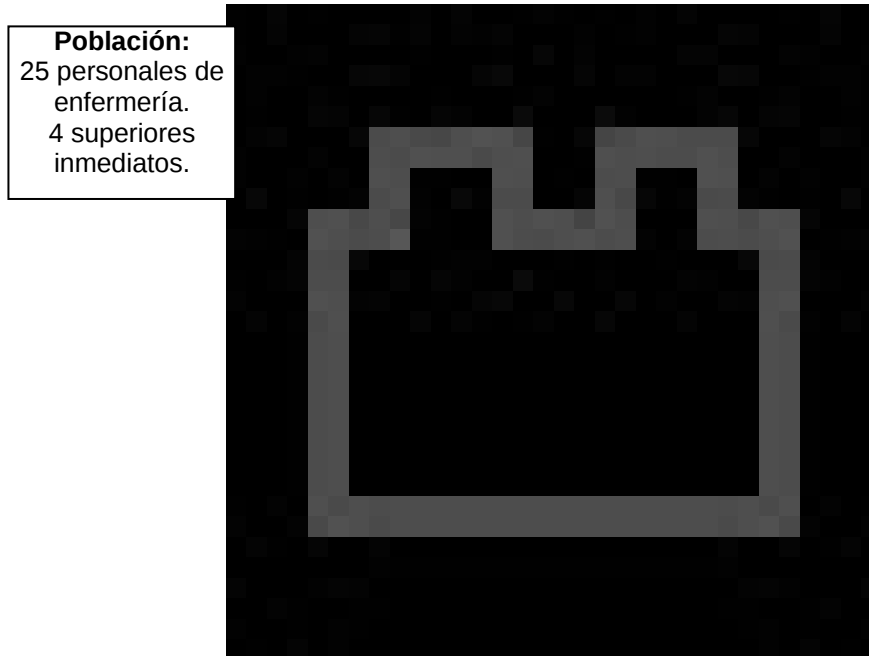 Población:
25 personales de
enfermería.
4 superiores
inmediatos.